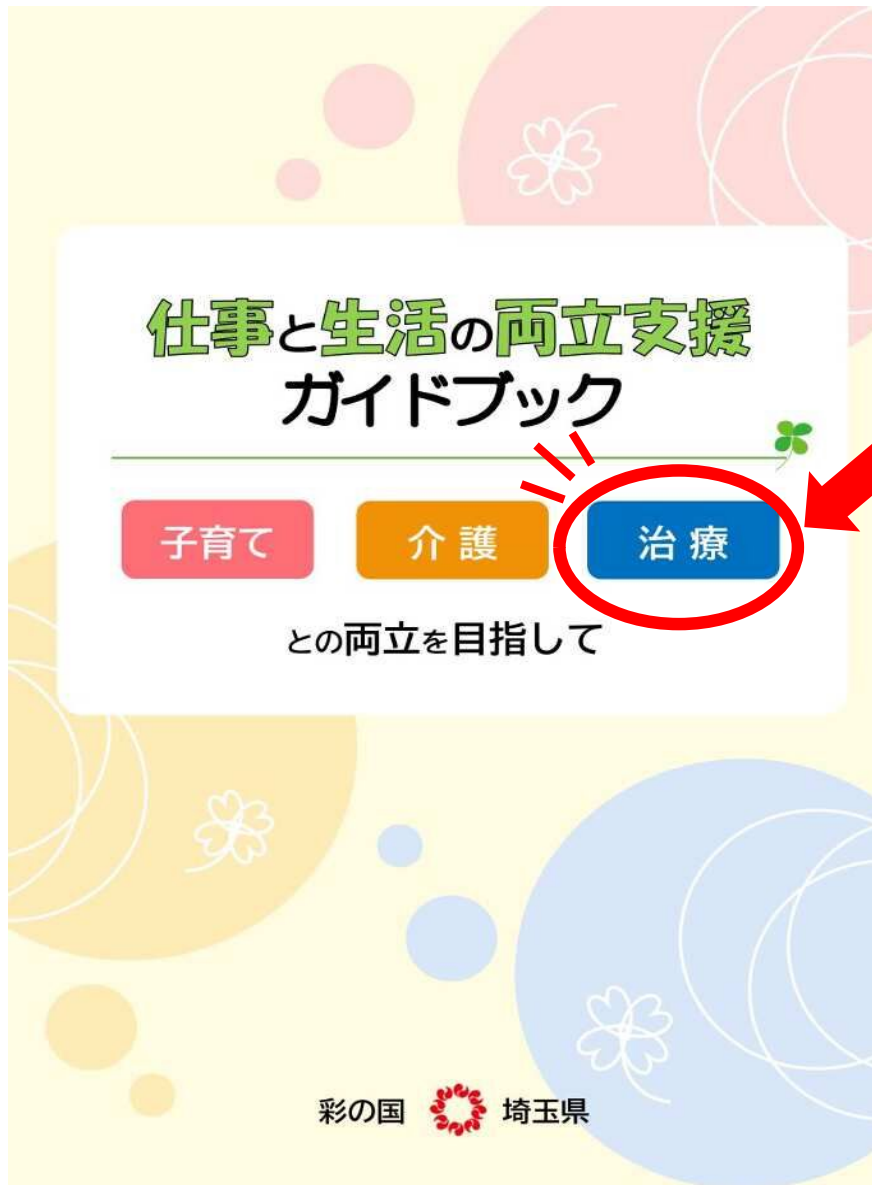 仕事と生活の両立支援
ガイドブック
子育て 介護 治療
との両立を目指して
彩の国 埼玉県